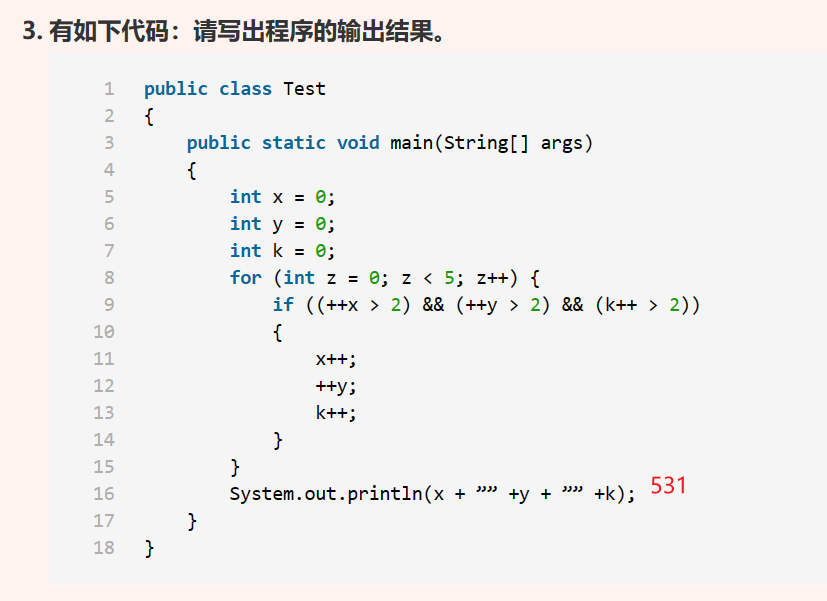 3. 有如下代码：请写出程序的输出结果。
1 public class Test
2 {
3 public static void main(String[] args)
4 {
5 int x = 0;
6 int y = 0;
7 int k = 0;
8 for (int z = 0; z < 5; z++) {
9 if ((++x > 2) && (++y > 2) && (k++ > 2))
10 {
11 x++;
12 ++y;
13 k++;
14 }
15 }
16 System.out.println(x + ”” +y + ”” +k); 531
17 }
18 }